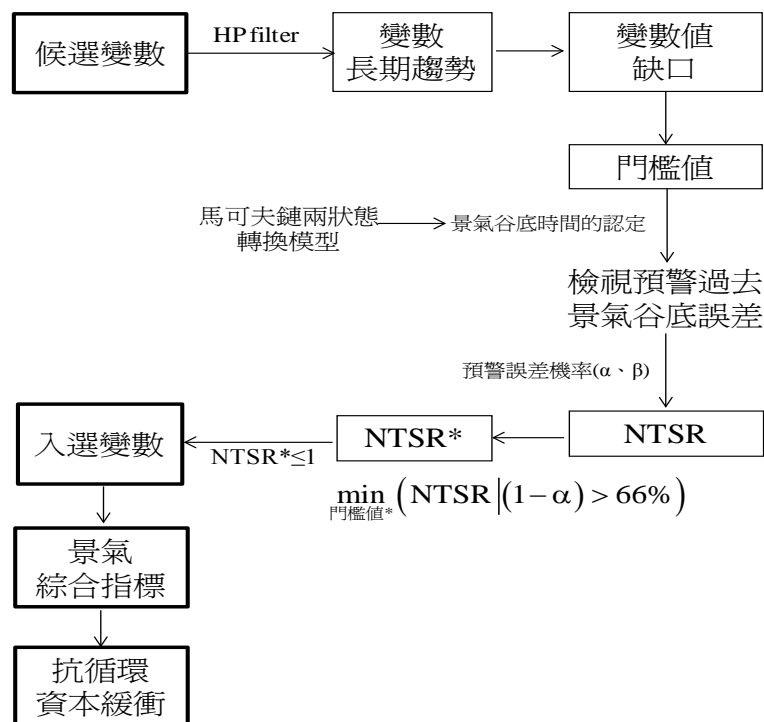 候選變數
HP filter
變數
長期趨勢
變數值
缺口
門檻值
馬可夫鏈兩狀態
轉換模型
景氣谷底時間的認定
檢視預警過去
景氣谷底誤差
預警誤差機率(α、β)
NTSR
NTSR*
NTSR*≤1
入選變數
min(NTSR|(1−α)>66%)
門檻值*
景氣
綜合指標
抗循環
資本緩衝